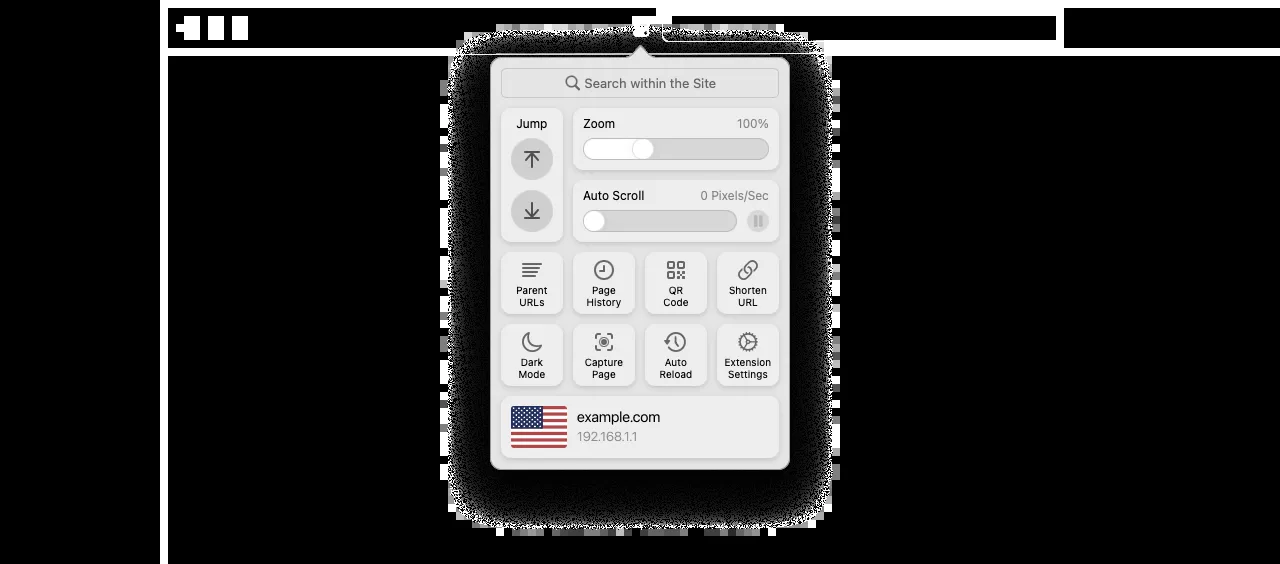 Search within the Site
Jump
Zoom 100%
Auto Scroll 0 Pixels/Sec
Parent
URLs
Page
History
QR
Code
Shorten
URL
Dark
Mode
Capture
Page
Auto
Reload
Extension
Settings
example.com
192.168.1.1